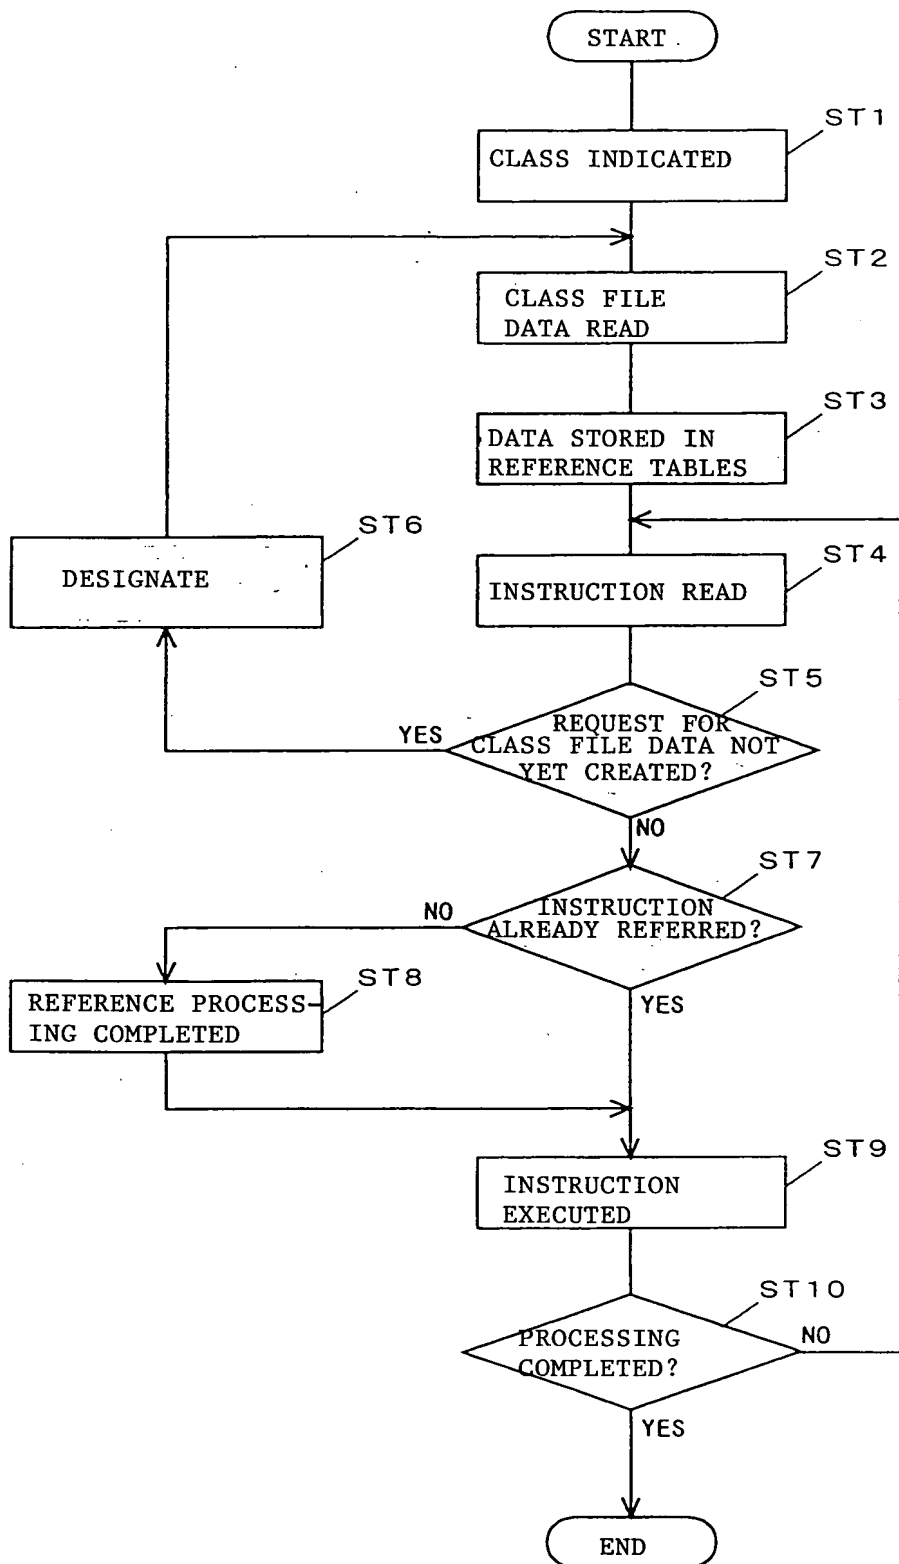 START
ST1
CLASS INDICATED
ST2
CLASS FILE
DATA READ
ST3
DATA STORED IN
REFERENCE TABLES
ST6
DESIGNATE
ST4
INSTRUCTION READ
ST5
YES
REQUEST FOR
CLASS FILE DATA NOT
YET CREATED?
NO
ST7
NO
INSTRUCTION
ALREADY REFERRED?
ST8
REFERENCE PROCESS-
ING COMPLETED
YES
ST9
INSTRUCTION
EXECUTED
ST10
PROCESSING
COMPLETED?
NO
YES
END